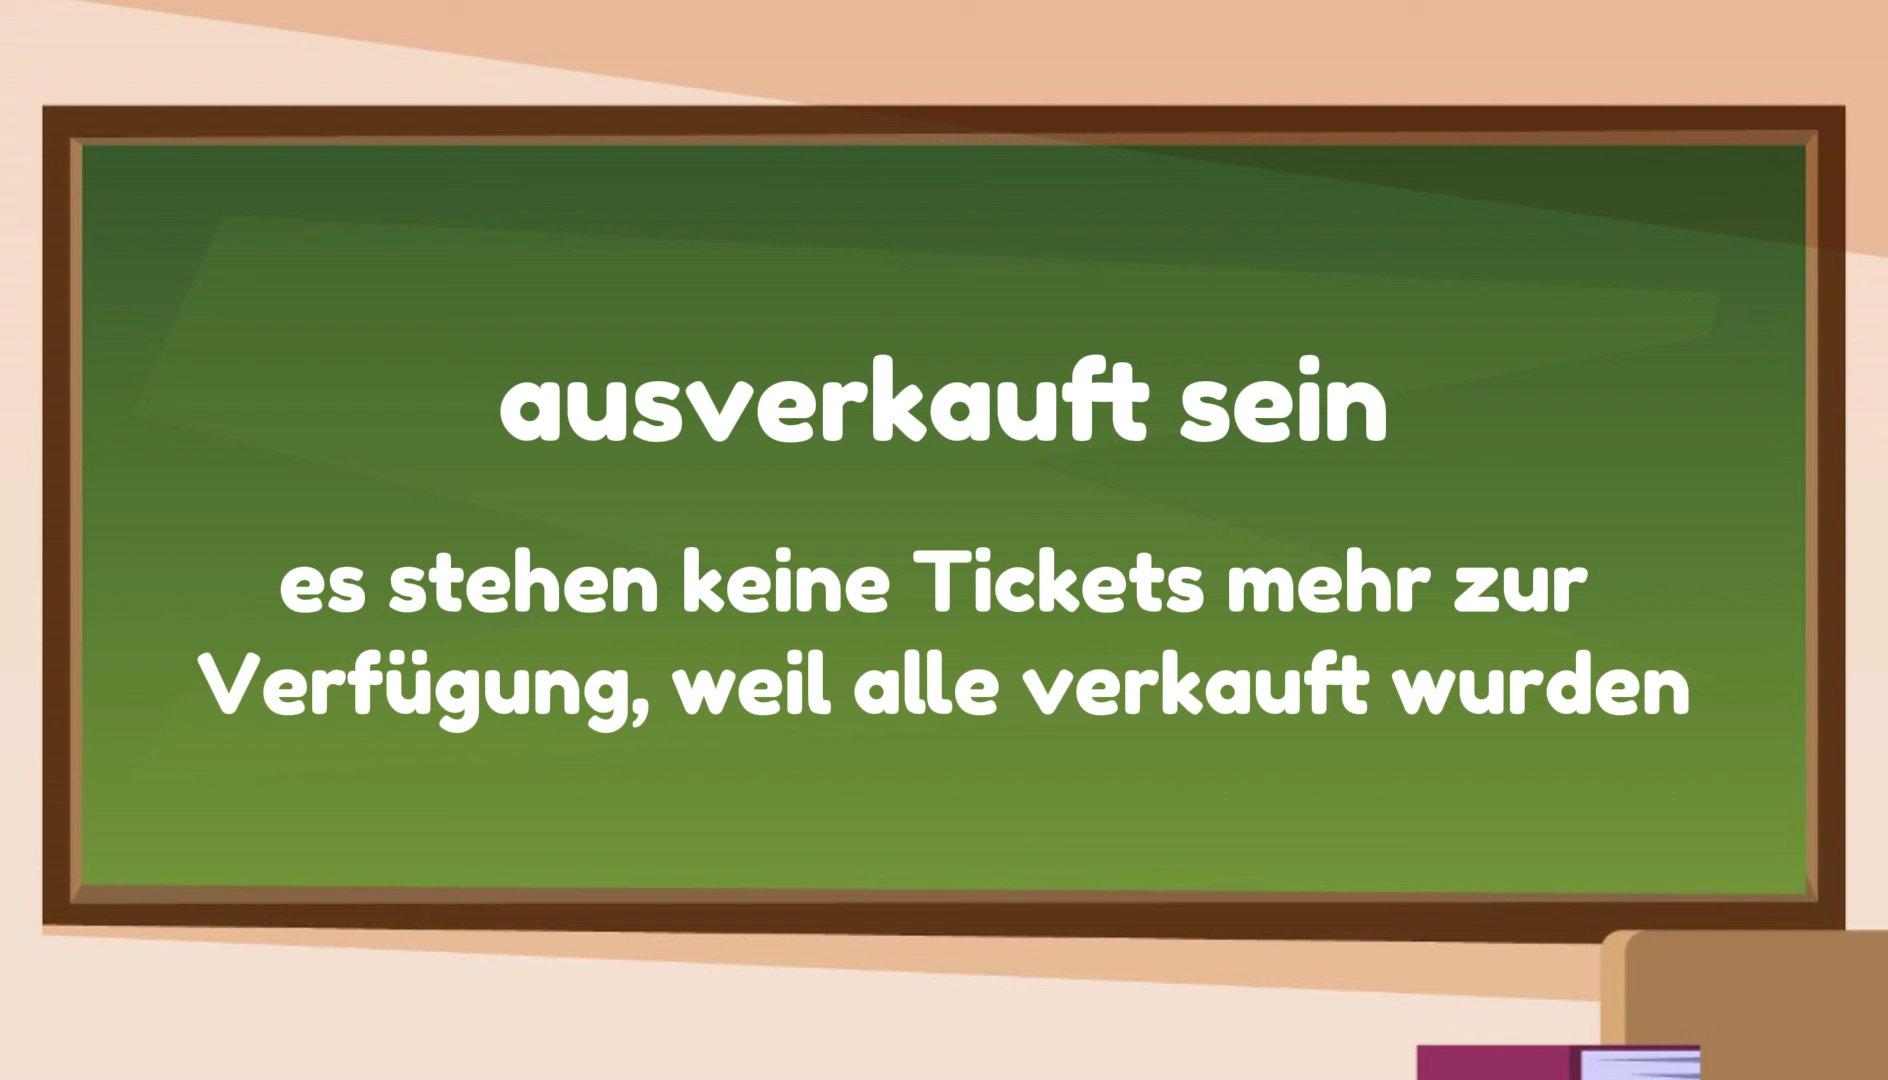 ausverkauft sein
es stehen keine Tickets mehr zur
Verfügung, weil alle verkauft wurden